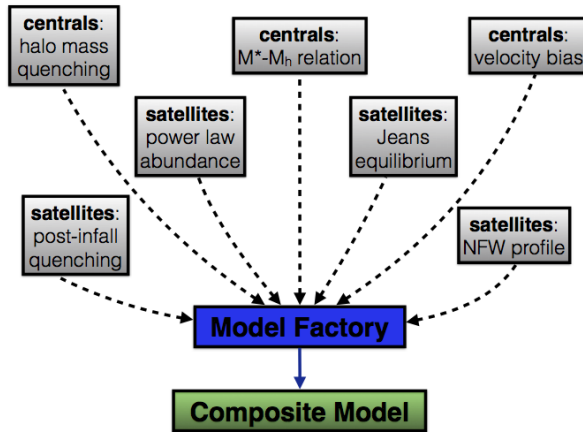 centrals:
halo mass
quenching
centrals:
M*-Mh relation
centrals:
velocity bias
satellites:
power law
abundance
satellites:
Jeans
equilibrium
satellites:
post-infall
quenching
satellites:
NFW profile
Model Factory
Composite Model